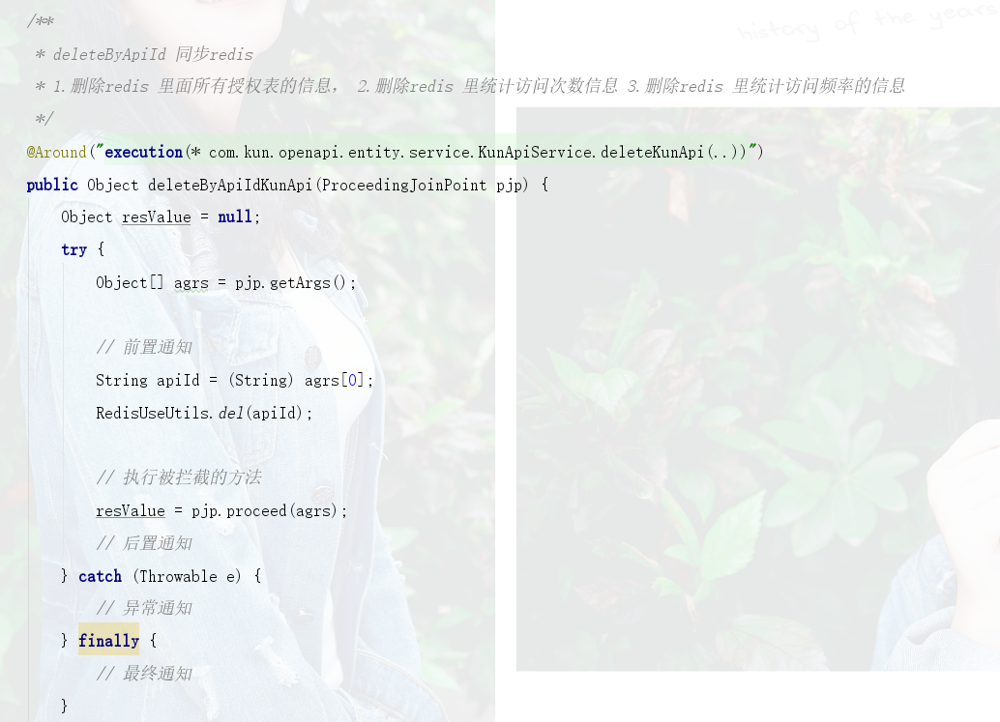 history of the years
/**
* deleteByApiId 同步redis
* 1.删除redis 里面所有授权表的信息， 2.删除redis 里统计访问次数信息 3.删除redis 里统计访问频率的信息
*/
@Around("execution(* com.kun.openapi.entity.service.KunApiService.deleteKunApi(..))")
public Object deleteByApiIdKunApi(ProceedingJoinPoint pjp) {
Object resValue = null;
try {
Object[] agrs = pjp.getArgs();
// 前置通知
String apiId = (String) agrs[0];
RedisUseUtils.del(apiId);
// 执行被拦截的方法
resValue = pjp.proceed(agrs);
// 后置通知
} catch (Throwable e) {
// 异常通知
} finally {
// 最终通知
}